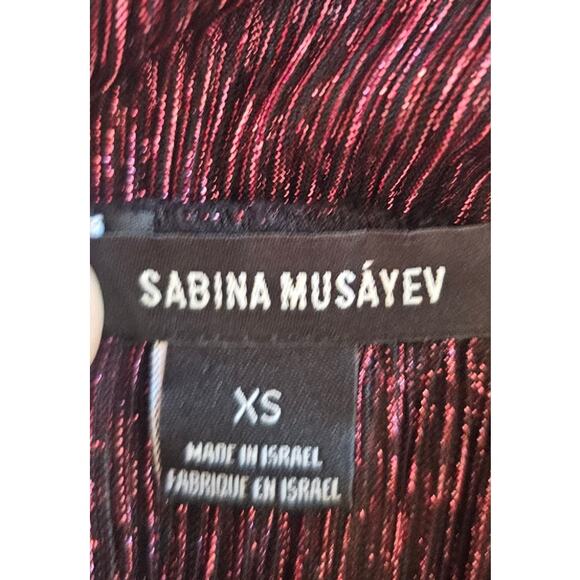 SABINA MUSÁYEV
XS
MADE IN ISRAEL
FABRIQUE EN ISRAEL